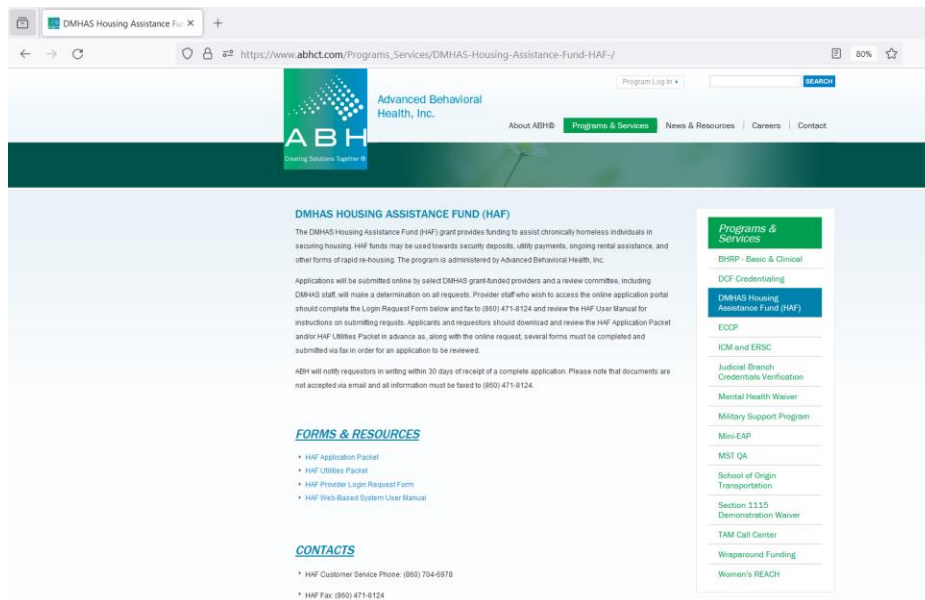 DMHAS Housing Assistance Fu
https://www.abhct.com/Programs_Services/DMHAS-Housing-Assistance-Fund-HAF-/
80%
Program Log In
SEARCH
ABH
Creating Solutions Together ®
Advanced Behavioral
Health, Inc.
About ABH® Programs & Services News & Resources Careers Contact
DMHAS HOUSING ASSISTANCE FUND (HAF)
The DMHAS Housing Assistance Fund (HAF) grant provides funding to assist chronically homeless individuals in
securing housing. HAF funds may be used towards security deposits, utility payments, ongoing rental assistance, and
other forms of rapid re-housing. The program is administered by Advanced Behavioral Health, Inc.
Applications will be submitted online by select DMHAS grant-funded providers and a review committee, including
DMHAS staff, will make a determination on all requests. Provider staff who wish to access the online application portal
should complete the Login Request Form below and fax to (860) 471-8124 and review the HAF User Manual for
instructions on submitting requsts. Applicants and requestors should download and review the HAF Application Packet
and/or HAF Utilities Packet in advance as, along with the online request, several forms must be completed and
submitted via fax in order for an application to be reviewed.
ABH will notify requestors in writing within 30 days of receipt of a complete application. Please note that documents are
not accepted via email and all information must be faxed to (860) 471-8124.
FORMS & RESOURCES
HAF Application Packet
HAF Utilities Packet
HAF Provider Login Request Form
HAF Web-Based System User Manual
CONTACTS
HAF Customer Service Phone: (860) 704-6978
HAF Fax: (860) 471-8124
Programs &
Services
BHRP - Basic & Clinical
DCF Credentialing
DMHAS Housing
Assistance Fund (HAF)
ECCP
ICM and ERSC
Judicial Branch
Credentials Verification
Mental Health Waiver
Military Support Program
Mini-EAP
MST QA
School of Origin
Transportation
Section 1115
Demonstration Waiver
TAM Call Center
Wraparound Funding
Women's REACH